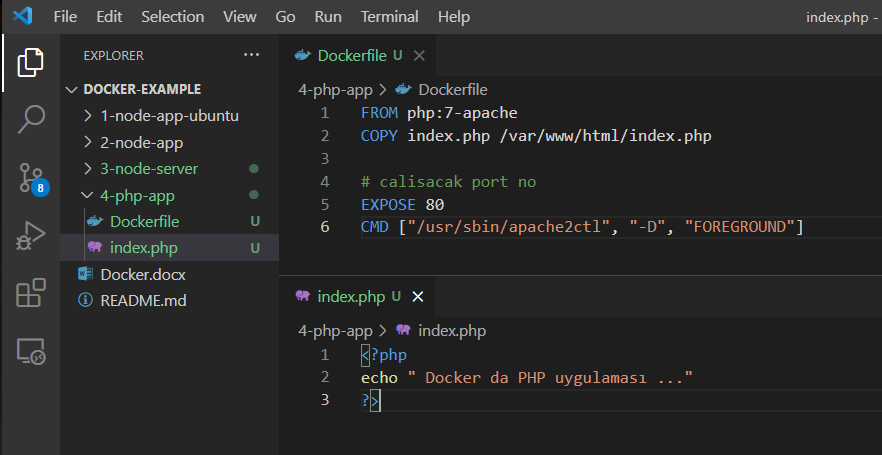 File Edit Selection View Go Run Terminal Help index.php -
EXPLORER ...
DOCKER-EXAMPLE
1-node-app-ubuntu
2-node-app
3-node-server
4-php-app
Dockerfile U
index.php U
Docker.docx
README.md
8
Dockerfile U
4-php-app > Dockerfile
1 FROM php:7-apache
2 COPY index.php /var/www/html/index.php
3
4 # calisacak port no
5 EXPOSE 80
6 CMD ["/usr/sbin/apache2ctl", "-D", "FOREGROUND"]
index.php U
4-php-app > index.php
1 <?php
2 echo " Docker da PHP uygulaması ..."
3 ?>